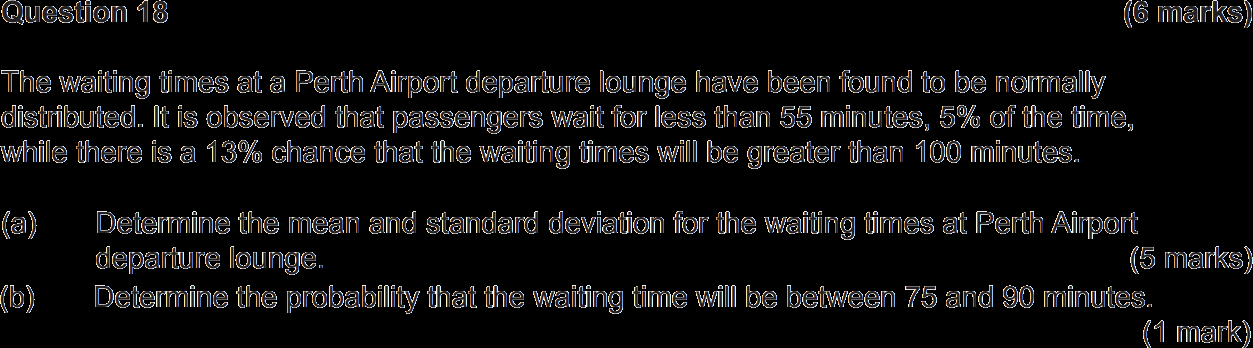 Question 18 (6 marks)
The waiting times at a Perth Airport departure lounge have been found to be normally
distributed. It is observed that passengers wait for less than 55 minutes, 5% of the time,
while there is a 13% chance that the waiting times will be greater than 100 minutes.
(a) Determine the mean and standard deviation for the waiting times at Perth Airport
departure lounge. (5 marks)
(b) Determine the probability that the waiting time will be between 75 and 90 minutes.
(1 mark)